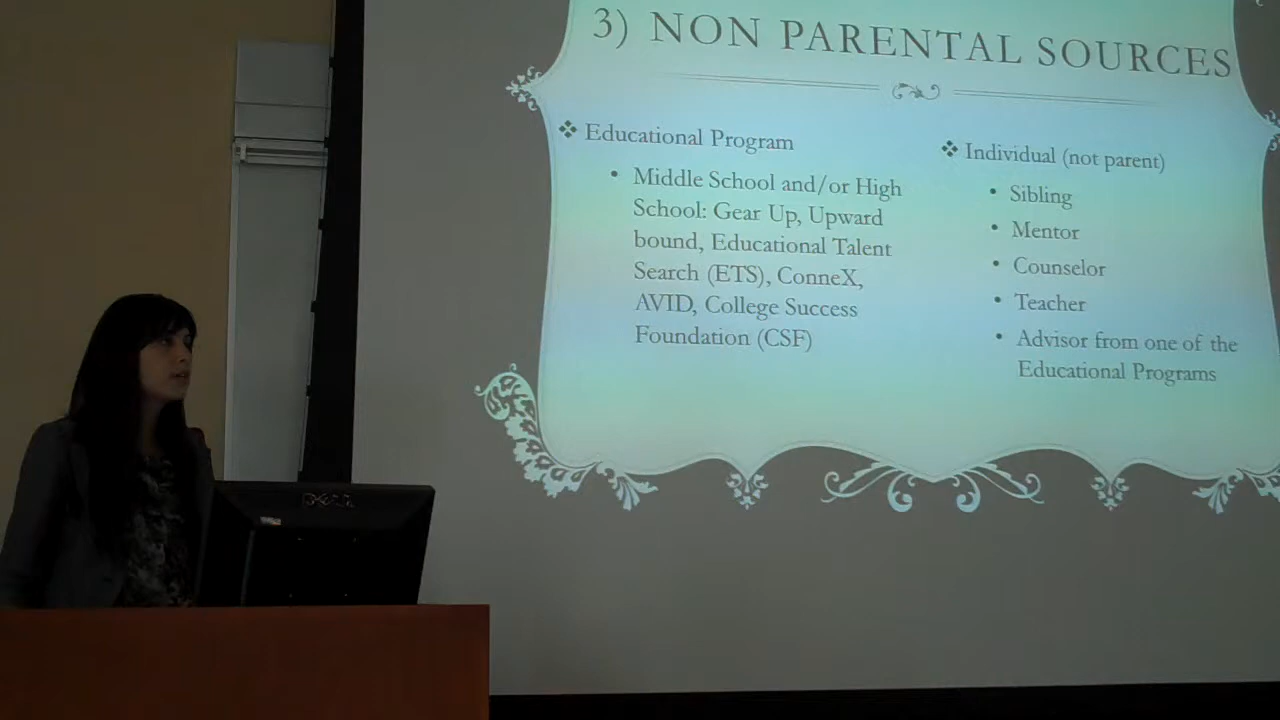 3) NON PARENTAL SOURCES
❖ Educational Program
• Middle School and/or High
School: Gear Up, Upward
bound, Educational Talent
Search (ETS), ConneX,
AVID, College Success
Foundation (CSF)
❖ Individual (not parent)
• Sibling
• Mentor
• Counselor
• Teacher
• Advisor from one of the
Educational Programs
DELL